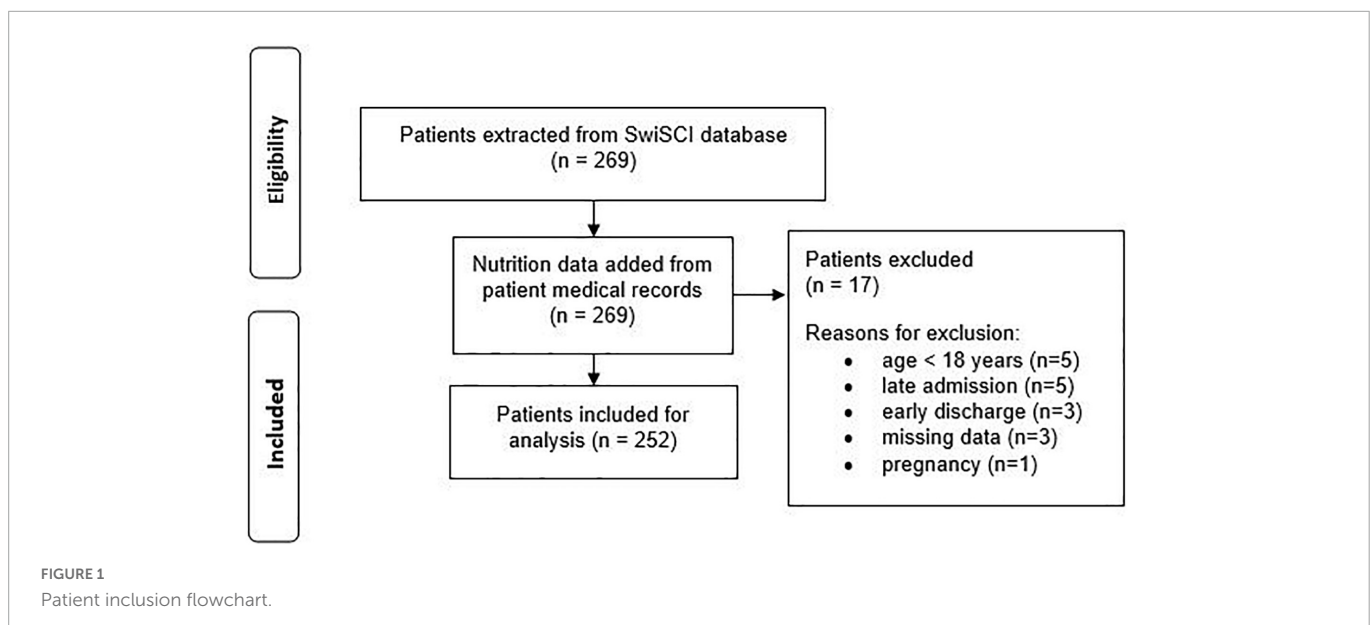 Eligibility
Patients extracted from SwiSCI database
(n = 269)
Nutrition data added from
patient medical records
(n = 269)
Patients excluded
(n = 17)
Reasons for exclusion:
• age < 18 years (n=5)
• late admission (n=5)
• early discharge (n=3)
• missing data (n=3)
• pregnancy (n=1)
Included
Patients included for
analysis (n = 252)
FIGURE 1
Patient inclusion flowchart.